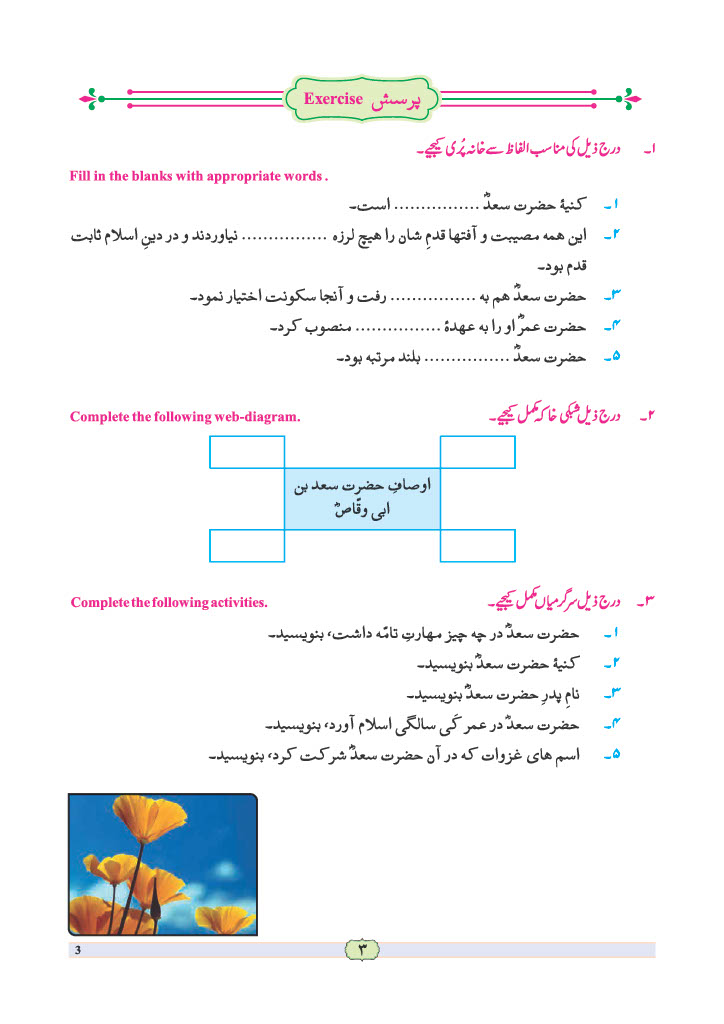 پرسش Exercise
۱۔ درج ذیل کی مناسب الفاظ سے خانہ پُری کیجیے۔
Fill in the blanks with appropriate words .
۱۔ کنیۂ حضرت سعدؓ ................ است۔
۲۔ این همه مصیبت و آفتها قدمِ شان را هیچ لرزه ................ نیاوردند و در دینِ اسلام ثابت
قدم بود۔
۳۔ حضرت سعدؓ هم به ................ رفت و آنجا سکونت اختیار نمود۔
۴۔ حضرت عمرؓ او را به عهدۂ ................ منصوب کرد۔
۵۔ حضرت سعدؓ ................ بلند مرتبه بود۔
۲۔ درج ذیل شبکی خاکہ مکمل کیجیے۔ Complete the following web-diagram.
اوصافِ حضرت سعد بن
ابی وقّاصؓ
۳۔ درج ذیل سرگرمیاں مکمل کیجیے۔ Complete the following activities.
۱۔ حضرت سعدؓ در چه چیز مهارتِ تامّه داشت، بنویسید۔
۲۔ کنیۂ حضرت سعدؓ بنویسید۔
۳۔ نامِ پدرِ حضرت سعدؓ بنویسید۔
۴۔ حضرت سعدؓ در عمر کَی سالگی اسلام آورد، بنویسید۔
۵۔ اسم های غزوات که در آن حضرت سعدؓ شرکت کرد، بنویسید۔
3
۳